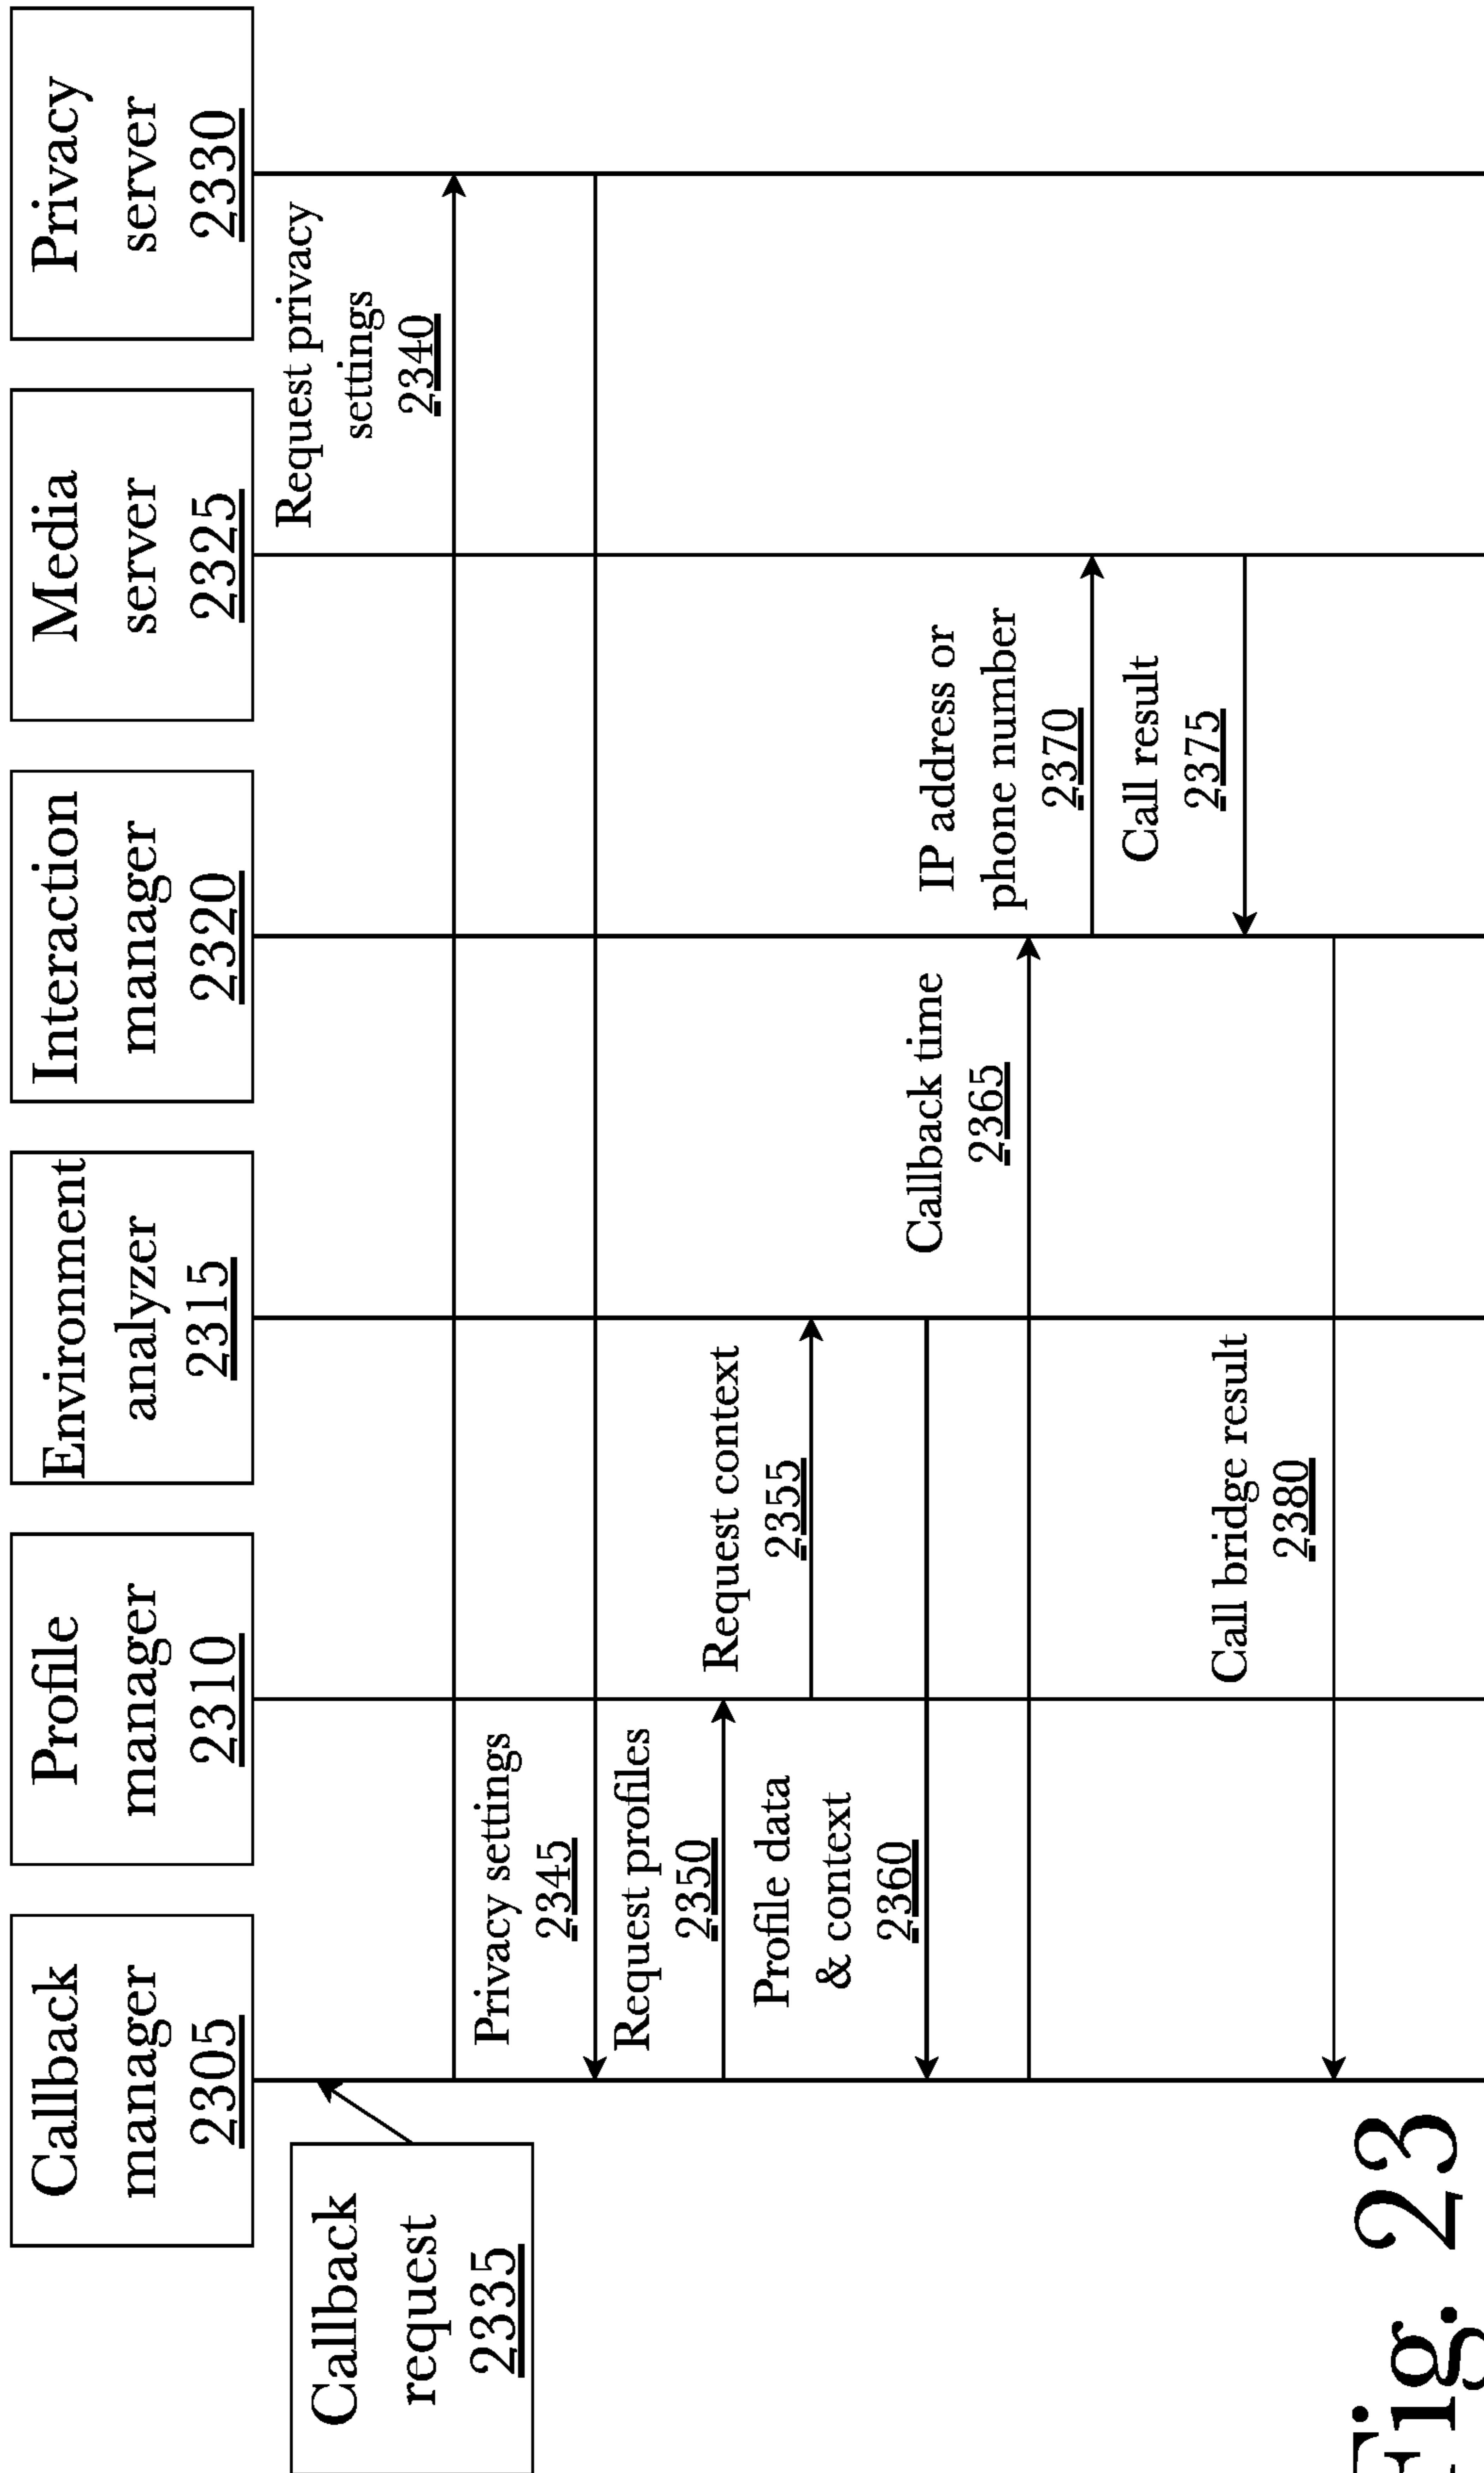 Callback
manager
2305
Profile
manager
2310
Environment
analyzer
2315
Interaction
manager
2320
Media
server
2325
Privacy
server
2330
Callback
request
2335
Request privacy
settings
2340
Privacy settings
2345
Request profiles
2350
Request context
2355
Profile data
& context
2360
Callback time
2365
IP address or
phone number
2370
Call result
2375
Call bridge result
2380
Fig. 23